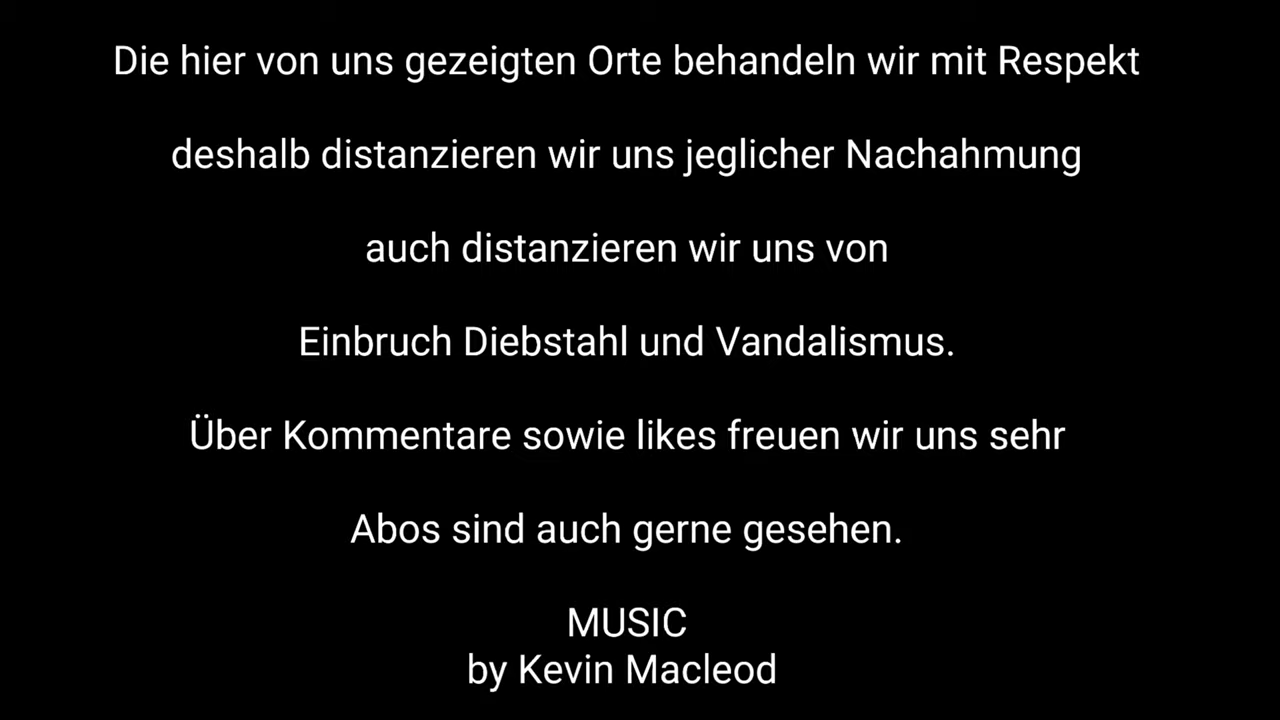 Die hier von uns gezeigten Orte behandeln wir mit Respekt
deshalb distanzieren wir uns jeglicher Nachahmung
auch distanzieren wir uns von
Einbruch Diebstahl und Vandalismus.
Über Kommentare sowie likes freuen wir uns sehr
Abos sind auch gerne gesehen.
MUSIC
by Kevin Macleod